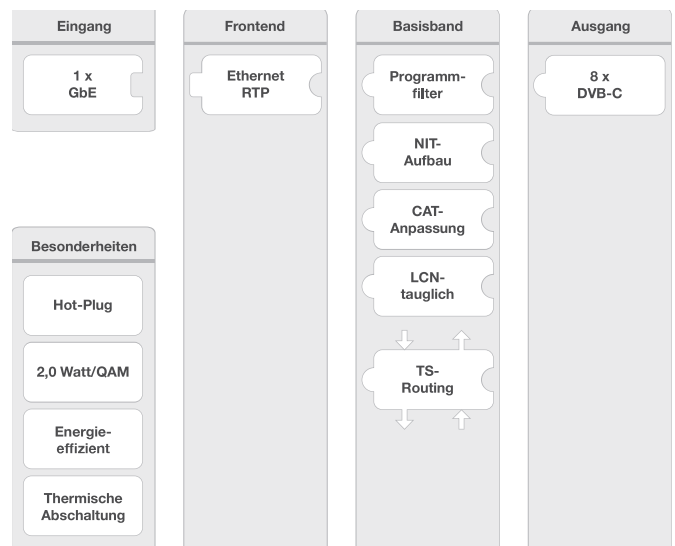 Eingang
1 x
GbE
Besonderheiten
Hot-Plug
2,0 Watt/QAM
Energie-
effizient
Thermische
Abschaltung
Frontend
Ethernet
RTP
Basisband
Programm-
filter
NIT-
Aufbau
CAT-
Anpassung
LCN-
tauglich
TS-
Routing
Ausgang
8 x
DVB-C